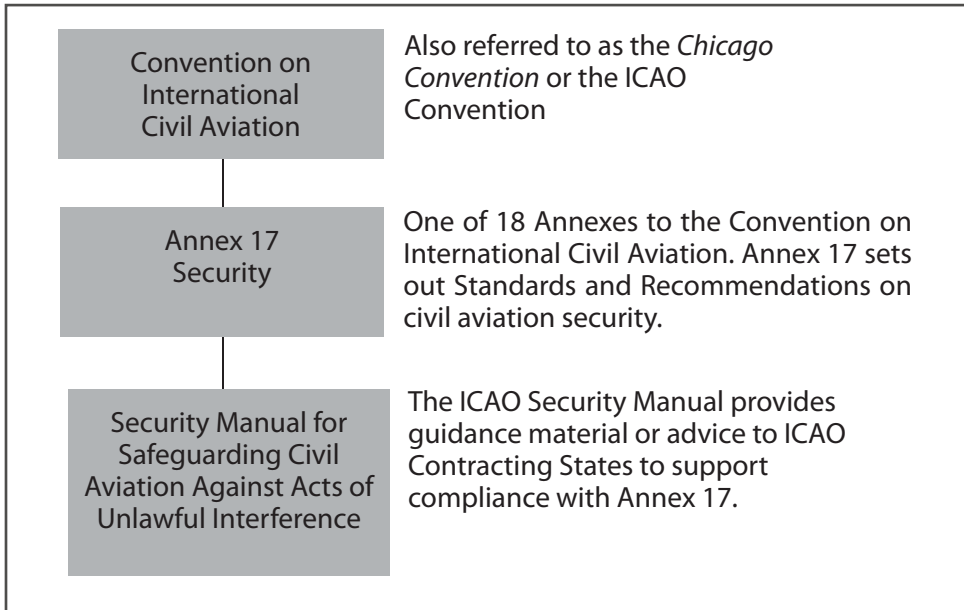 Convention on
International
Civil Aviation
Also referred to as the Chicago
Convention or the ICAO
Convention
Annex 17
Security
One of 18 Annexes to the Convention on
International Civil Aviation. Annex 17 sets
out Standards and Recommendations on
civil aviation security.
Security Manual for
Safeguarding Civil
Aviation Against Acts of
Unlawful Interference
The ICAO Security Manual provides
guidance material or advice to ICAO
Contracting States to support
compliance with Annex 17.